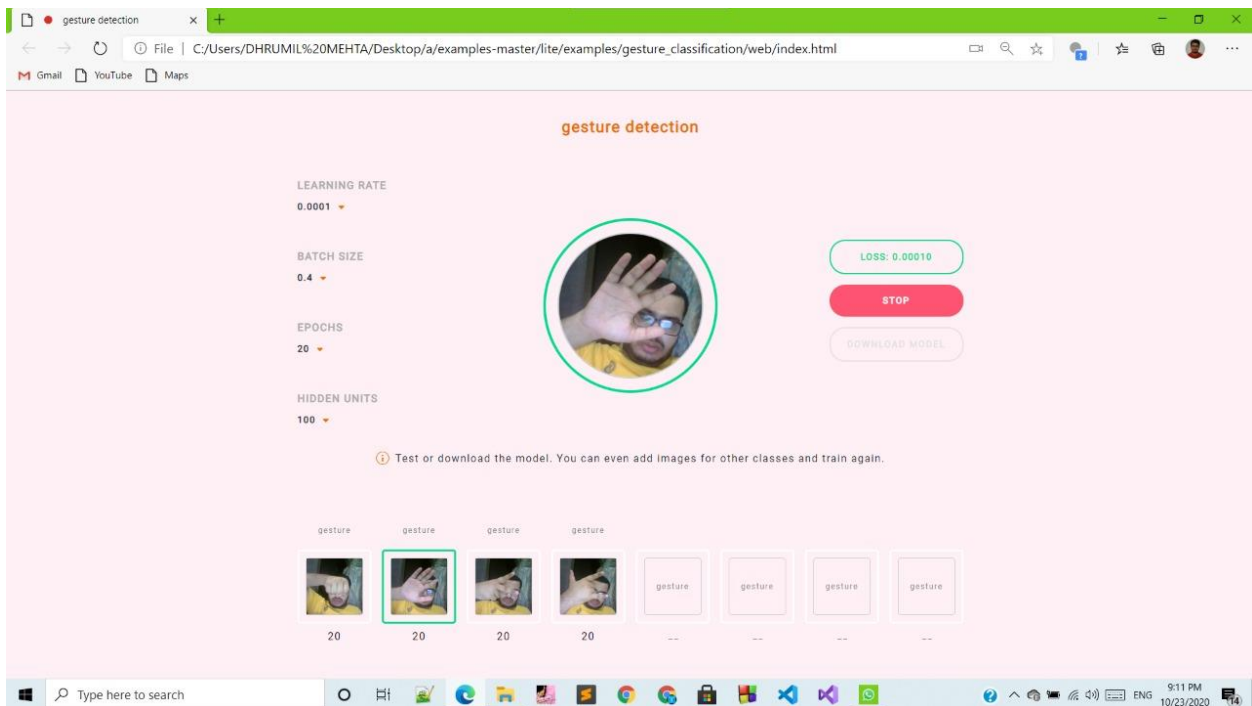 gesture detection
File | C:/Users/DHRUMIL%20MEHTA/Desktop/a/examples-master/lite/examples/gesture_classification/web/index.html
Gmail YouTube Maps
gesture detection
LEARNING RATE
0.0001
BATCH SIZE
0.4
EPOCHS
20
HIDDEN UNITS
100
LOSS: 0.00010
STOP
DOWNLOAD MODEL
Test or download the model. You can even add images for other classes and train again.
gesture gesture gesture gesture
gesture gesture gesture gesture
20 20 20 20 -- -- -- --
Type here to search
ENG
9:11 PM
10/23/2020
14